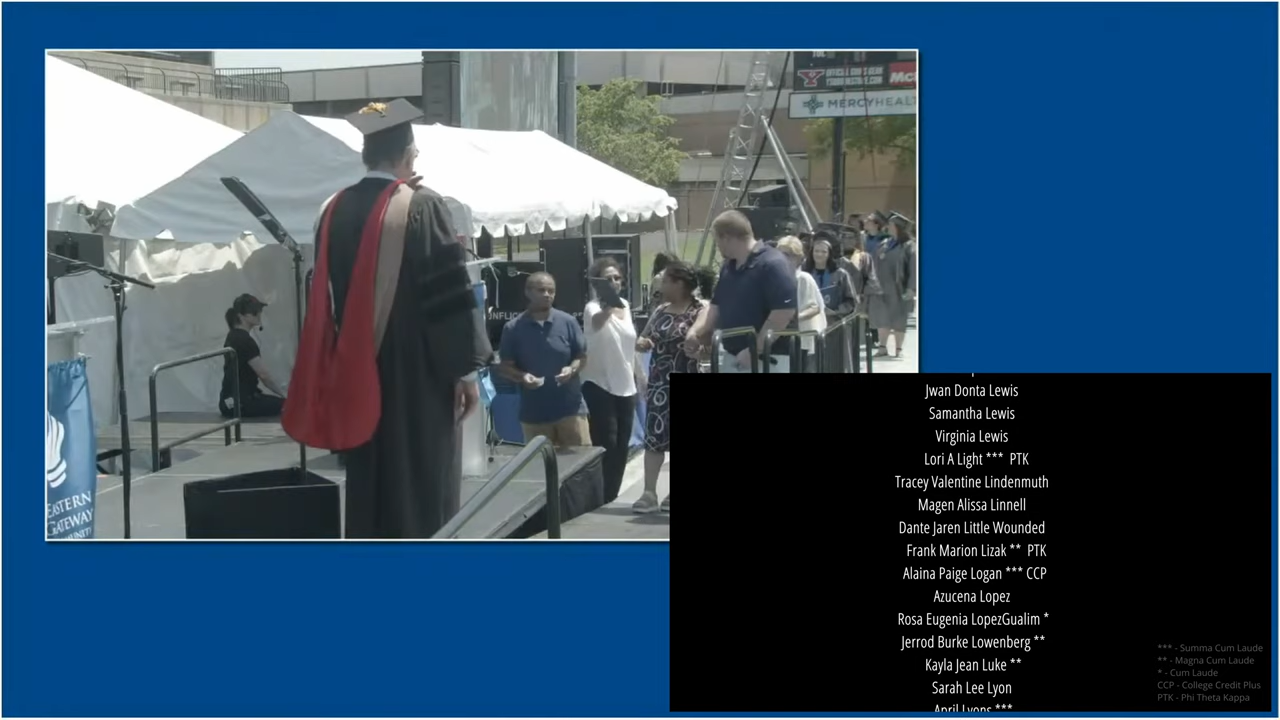 MERCYHEALT
EASTERN
GATEWAY
Jwan Donta Lewis
Samantha Lewis
Virginia Lewis
Lori A Light *** PTK
Tracey Valentine Lindenmuth
Magen Alissa Linnell
Dante Jaren Little Wounded
Frank Marion Lizak ** PTK
Alaina Paige Logan *** CCP
Azucena Lopez
Rosa Eugenia LopezGualim *
Jerrod Burke Lowenberg **
Kayla Jean Luke **
Sarah Lee Lyon
April Lyons ***
*** - Summa Cum Laude
** - Magna Cum Laude
* - Cum Laude
CCP - College Credit Plus
PTK - Phi Theta Kappa